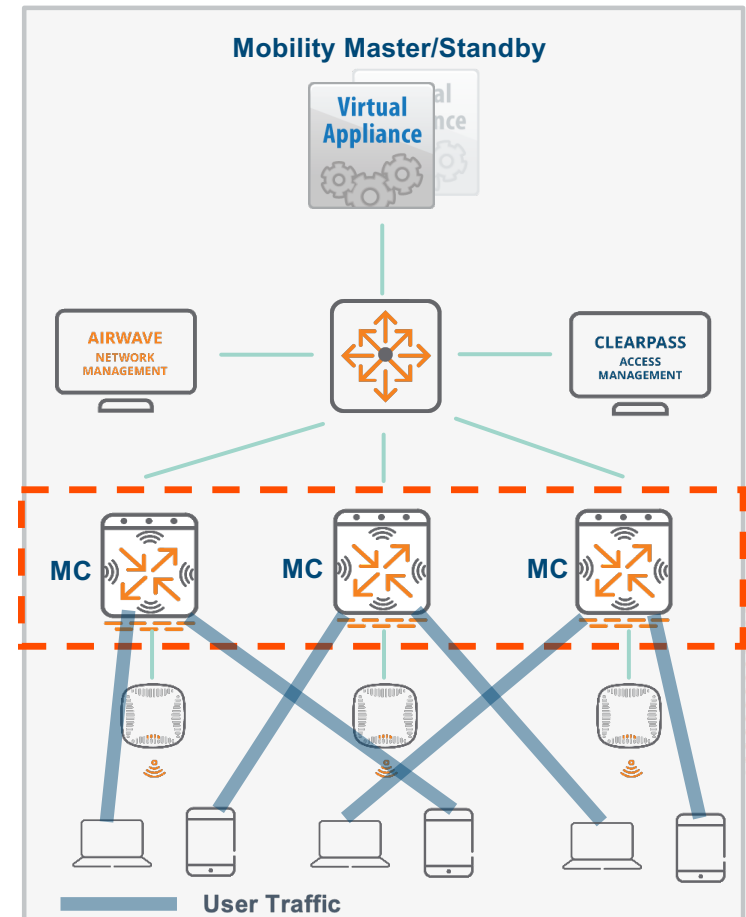 Mobility Master/Standby
Virtual
Appliance
AIRWAVE
NETWORK
MANAGEMENT
CLEARPASS
ACCESS
MANAGEMENT
MC
MC
MC
User Traffic